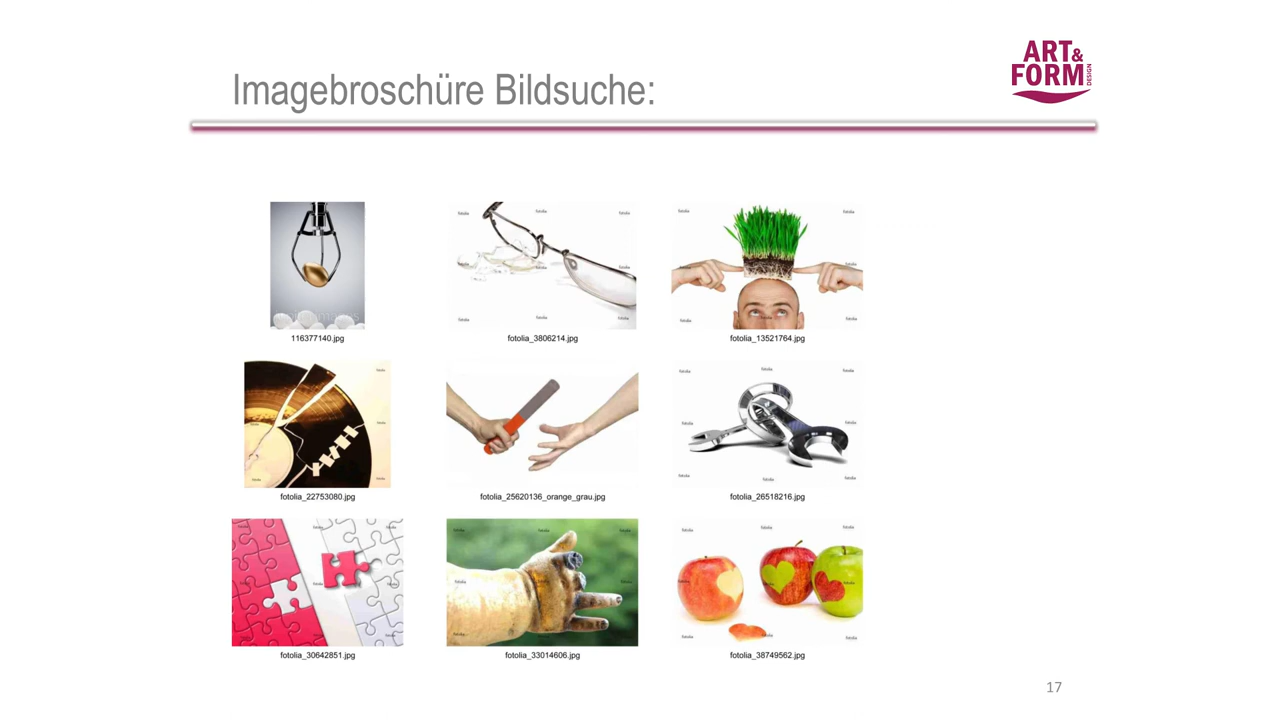 Imagebroschüre Bildsuche:
ART&
FORM
DESIGN
116377140.jpg
fotolia_3806214.jpg
fotolia_13521764.jpg
fotolia_22753080.jpg
fotolia_25620136_orange_grau.jpg
fotolia_26518216.jpg
fotolia_30642851.jpg
fotolia_33014606.jpg
fotolia_38749562.jpg
17